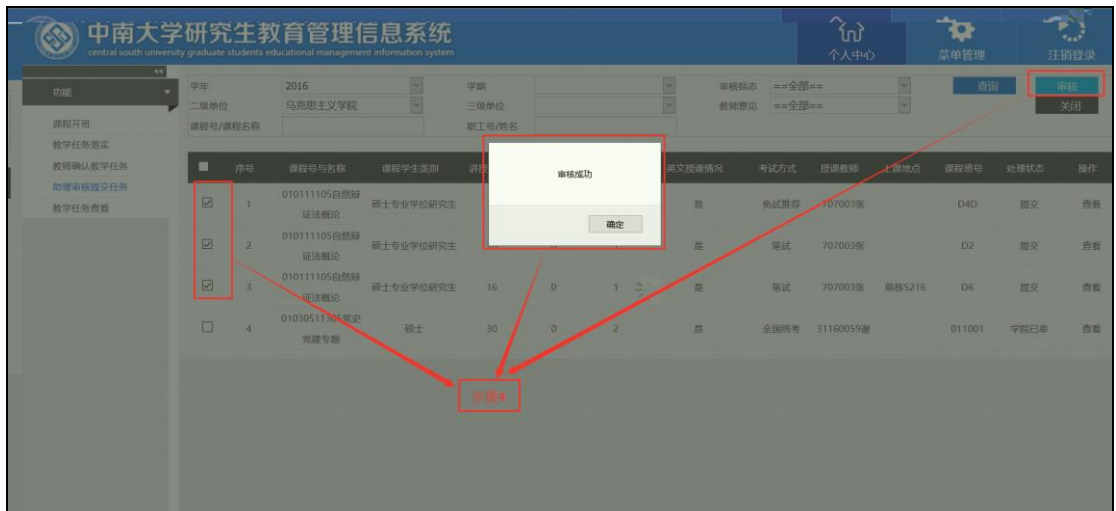 中南大学研究生教育管理信息系统
central south university graduate students educational management information system
个人中心
菜单管理
注销登录
功能
课程开班
教学任务落实
教师确认教学任务
助理审核提交任务
教学任务查看
学年 2016 学期 审核标志 ==全部== 查询 审核
二级单位 马克思主义学院 三级单位 教师意见 ==全部== 关闭
课程号/课程名称 职工号/姓名
序号 课程号与名称 课程学生类别 讲授 英文授课情况 考试方式 授课教师 上课地点 课程班号 处理状态 操作
1 010111105自然辩证法概论 硕士专业学位研究生 是 免试推荐 707003张 D4D 提交 查看
2 010111105自然辩证法概论 硕士专业学位研究生 是 笔试 707003张 D2 提交 查看
3 010111105自然辩证法概论 硕士专业学位研究生 16 0 1 是 笔试 707003张 D6 提交 查看
4 01030511305党史党建专题 硕士 30 0 2 是 全国统考 31160059谢 011001 学院已审 查看
审核成功
确定
步骤4